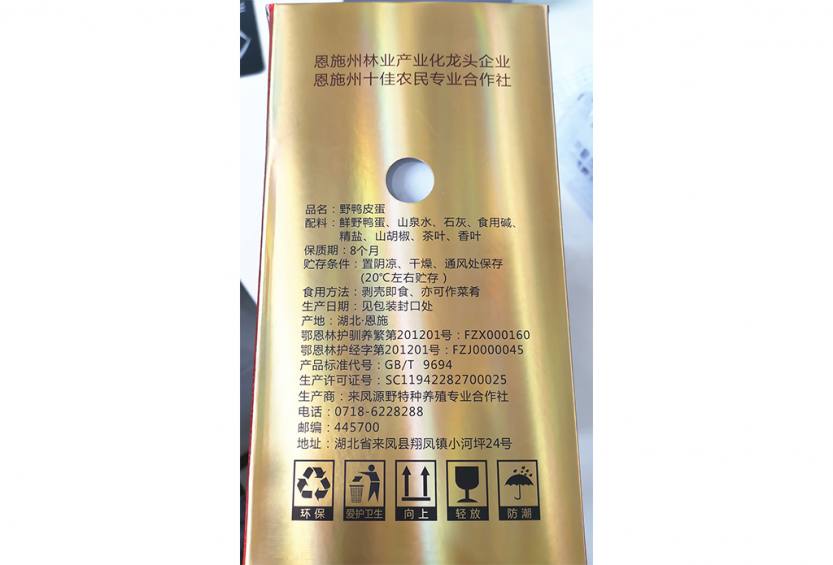 恩施州林业产业化龙头企业
恩施州十佳农民专业合作社
品名：野鸭皮蛋
配料：鲜野鸭蛋、山泉水、石灰、食用碱、
精盐、山胡椒、茶叶、香叶
保质期：8个月
贮存条件：置阴凉、干燥、通风处保存
(20℃左右贮存)
食用方法：剥壳即食、亦可作菜肴
生产日期：见包装封口处
产地：湖北·恩施
鄂恩林护驯养繁第201201号：FZX000160
鄂恩林护经字第201201号：FZJ0000045
产品标准代号：GB/T 9694
生产许可证号：SC11942282700025
生产商：来凤源野特种养殖专业合作社
电话：0718-6228288
邮编：445700
地址：湖北省来凤县翔凤镇小河坪24号
环保 爱护卫生 向上 轻放 防潮